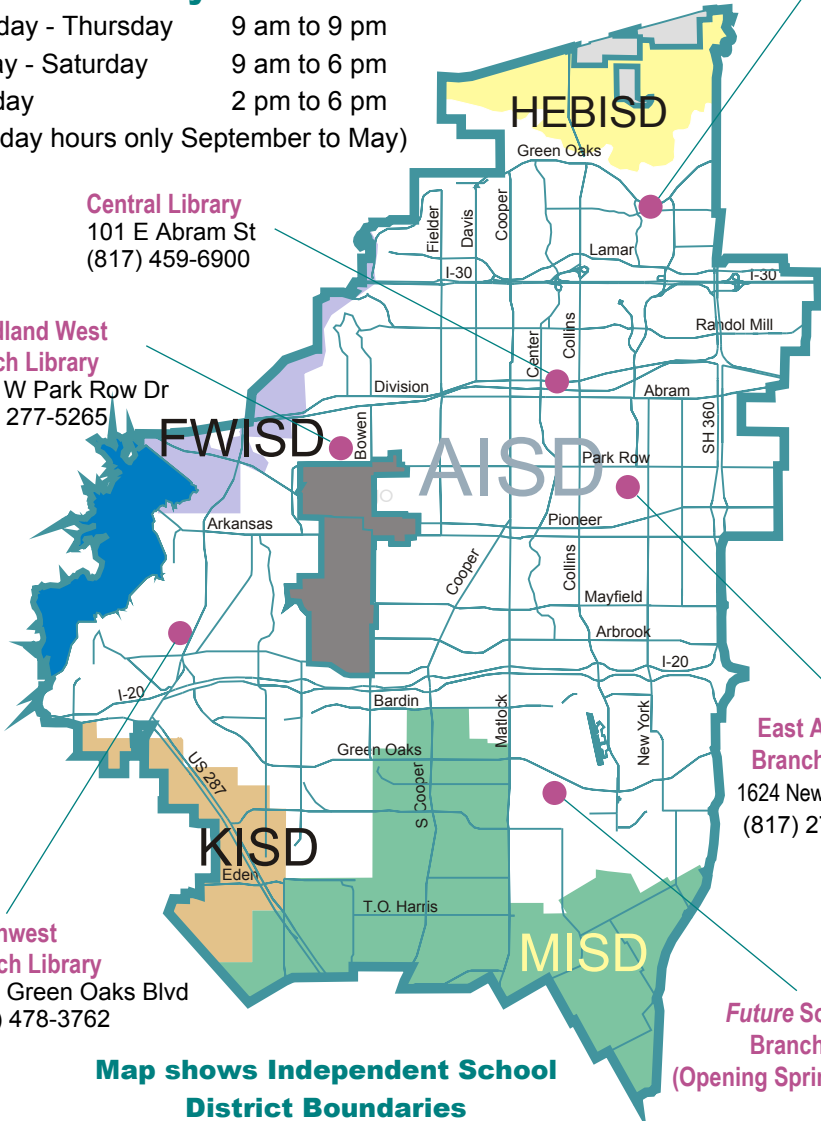 day - Thursday 9 am to 9 pm
ay - Saturday 9 am to 6 pm
day 2 pm to 6 pm
day hours only September to May)
HEBISD
Green Oaks
Central Library
101 E Abram St
(817) 459-6900
Fielder
Davis
Cooper
Lamar
I-30
I-30
dland West
ch Library
W Park Row Dr
277-5265
Randol Mill
Center
Collins
Division
Abram
FWISD
Bowen
AISD
Park Row
SH 360
Arkansas
Pioneer
Cooper
Collins
Mayfield
Arbrook
I-20
I-20
Bardin
Matlock
New York
Green Oaks
US 287
S Cooper
East A
Branch
1624 New
(817) 27
KISD
Eden
T.O. Harris
MISD
hwest
ch Library
Green Oaks Blvd
) 478-3762
Future So
Branch
(Opening Sprin
Map shows Independent School
District Boundaries